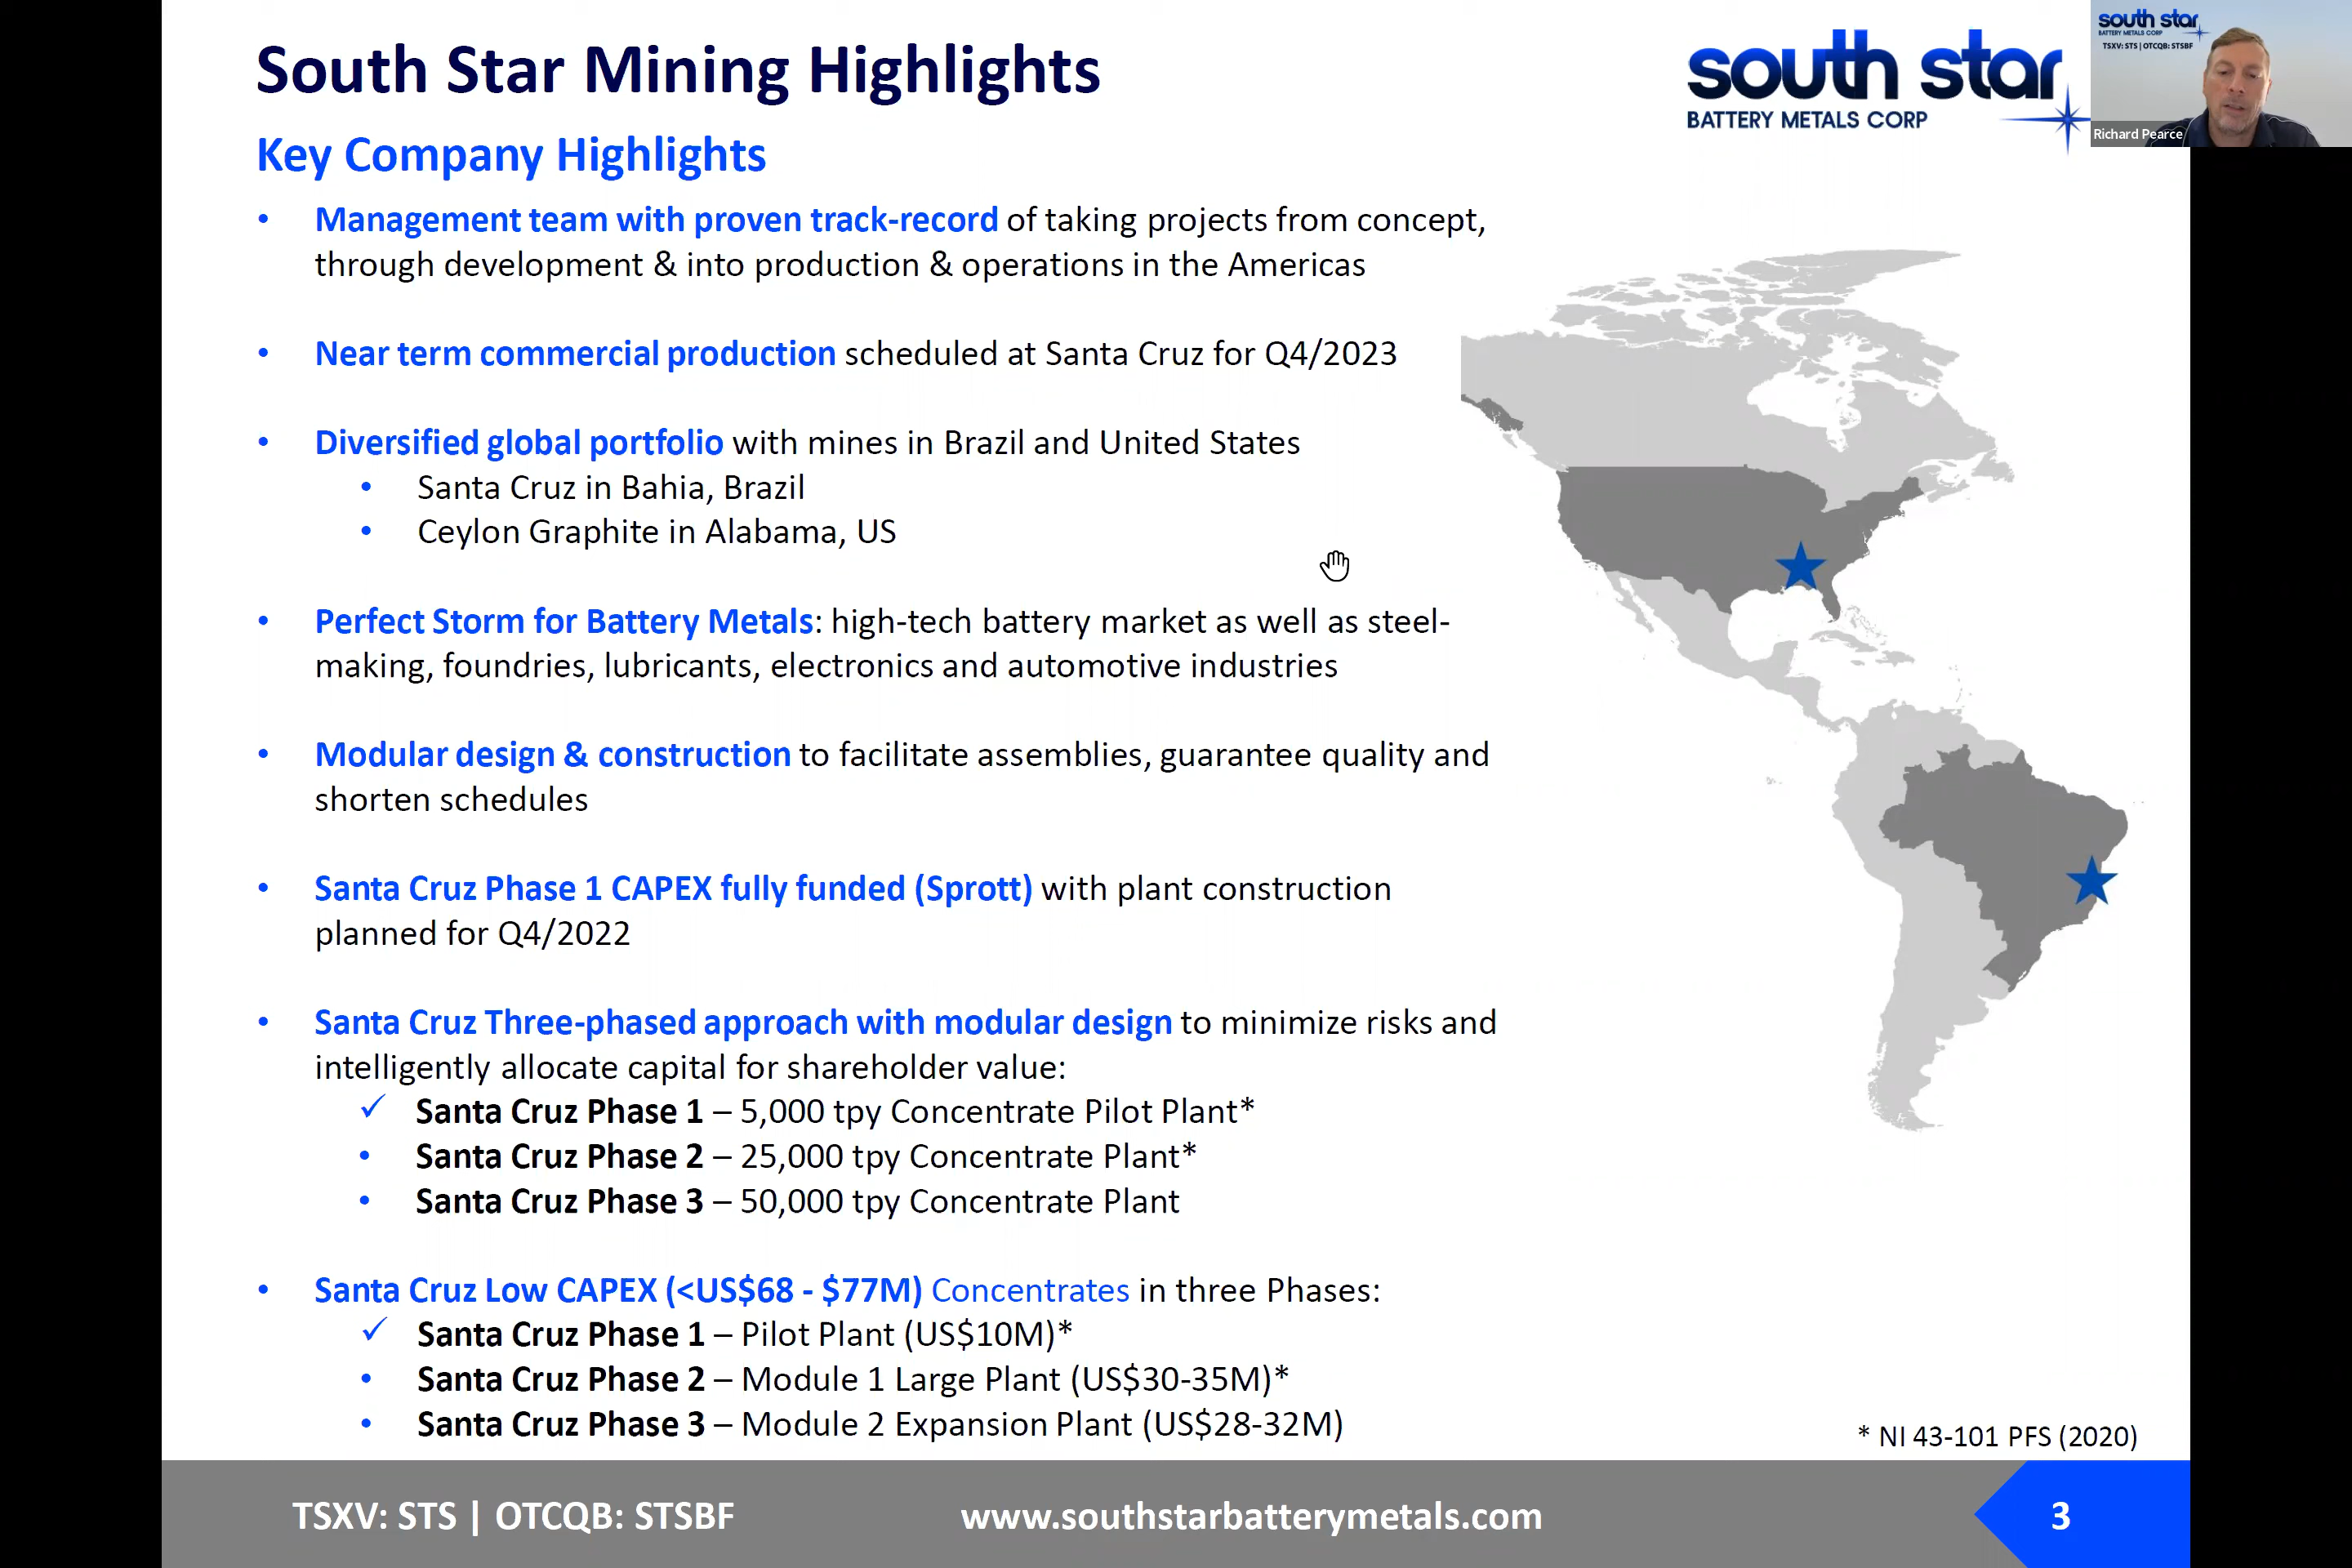 South Star Mining Highlights
south star
BATTERY METALS CORP
south star
BATTERY METALS CORP
TSXV: STS | OTCQB: STSBF
Richard Pearce
Key Company Highlights
• Management team with proven track-record of taking projects from concept,
through development & into production & operations in the Americas
• Near term commercial production scheduled at Santa Cruz for Q4/2023
• Diversified global portfolio with mines in Brazil and United States
• Santa Cruz in Bahia, Brazil
• Ceylon Graphite in Alabama, US
• Perfect Storm for Battery Metals: high-tech battery market as well as steel-
making, foundries, lubricants, electronics and automotive industries
• Modular design & construction to facilitate assemblies, guarantee quality and
shorten schedules
• Santa Cruz Phase 1 CAPEX fully funded (Sprott) with plant construction
planned for Q4/2022
• Santa Cruz Three-phased approach with modular design to minimize risks and
intelligently allocate capital for shareholder value:
✓ Santa Cruz Phase 1 – 5,000 tpy Concentrate Pilot Plant*
• Santa Cruz Phase 2 – 25,000 tpy Concentrate Plant*
• Santa Cruz Phase 3 – 50,000 tpy Concentrate Plant
• Santa Cruz Low CAPEX (<US$68 - $77M) Concentrates in three Phases:
✓ Santa Cruz Phase 1 – Pilot Plant (US$10M)*
• Santa Cruz Phase 2 – Module 1 Large Plant (US$30-35M)*
• Santa Cruz Phase 3 – Module 2 Expansion Plant (US$28-32M)
* NI 43-101 PFS (2020)
TSXV: STS | OTCQB: STSBF
www.southstarbatterymetals.com
3